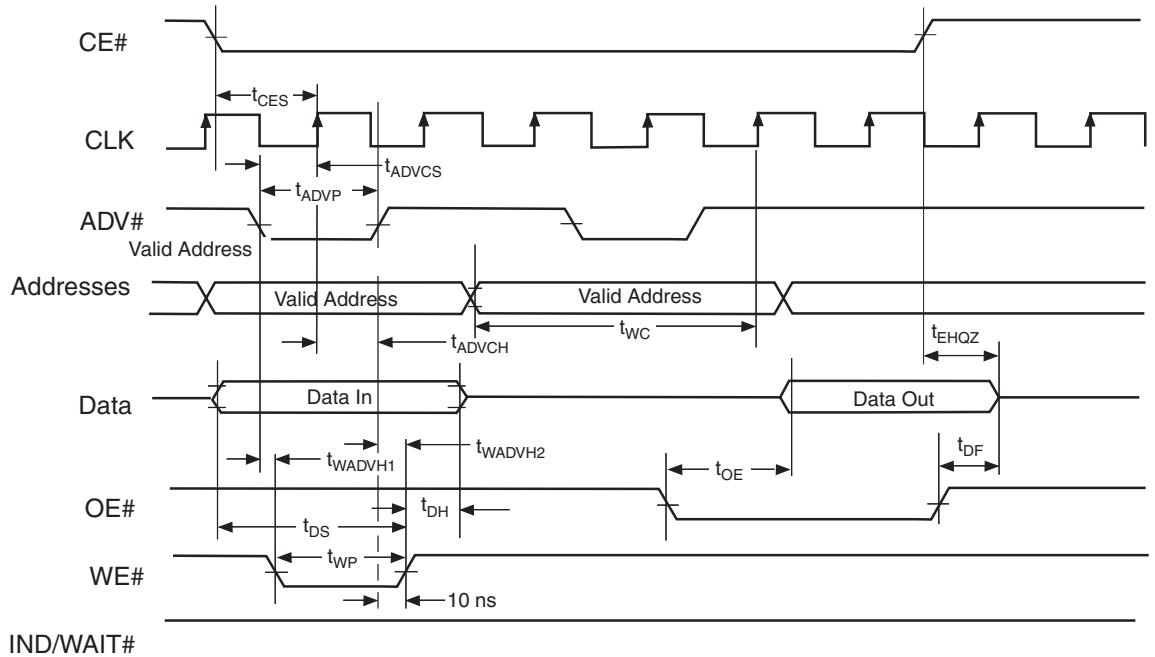 CE#
tCES
CLK
tADVCS
tADVP
ADV#
Valid Address
Addresses
Valid Address
Valid Address
tWC
tEHQZ
tADVCH
Data
Data In
Data Out
tWADVH1
tWADVH2
tOE
tDF
OE#
tDH
tDS
tWP
WE#
10 ns
IND/WAIT#